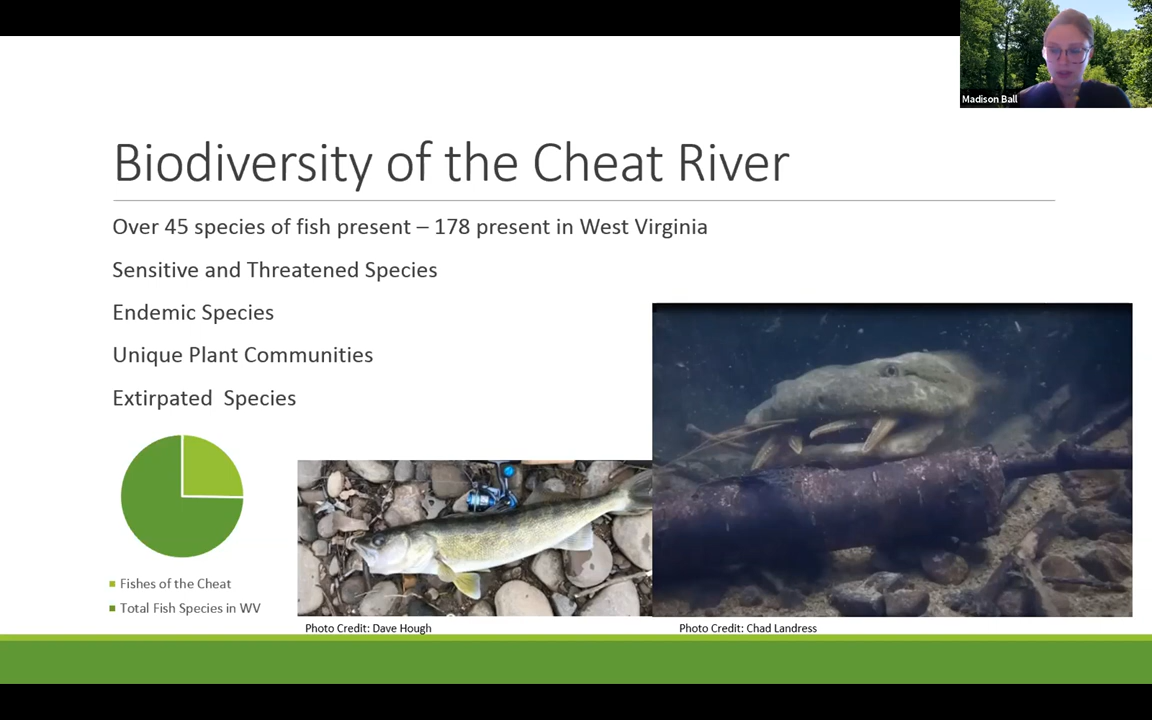 Madison Ball
Biodiversity of the Cheat River
Over 45 species of fish present – 178 present in West Virginia
Sensitive and Threatened Species
Endemic Species
Unique Plant Communities
Extirpated  Species
Fishes of the Cheat
Total Fish Species in WV
Photo Credit: Dave Hough
Photo Credit: Chad Landress